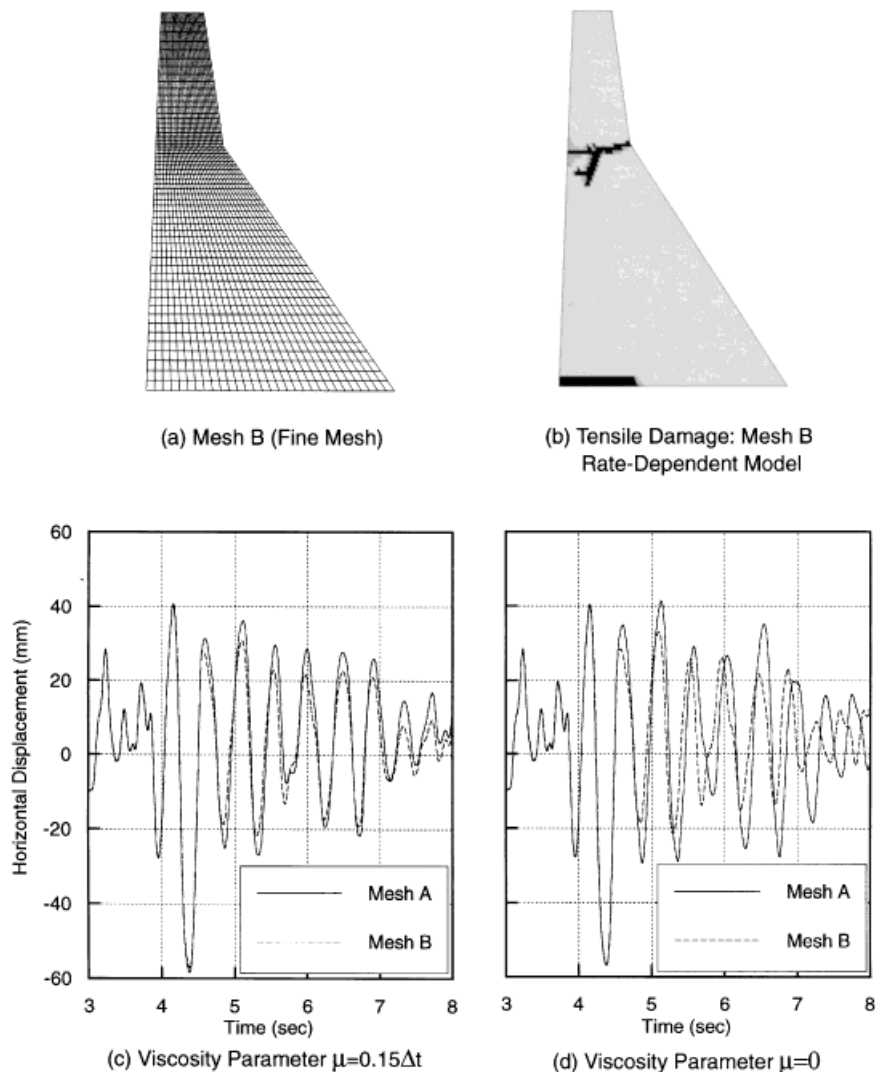 (a) Mesh B (Fine Mesh)
(b) Tensile Damage: Mesh B
Rate-Dependent Model
Horizontal Displacement (mm)
60
40
20
0
-20
-40
-60
Mesh A
Mesh B
3 4 5 6 7 8
Time (sec)
(c) Viscosity Parameter μ=0.15Δt
Mesh A
Mesh B
3 4 5 6 7 8
Time (sec)
(d) Viscosity Parameter μ=0